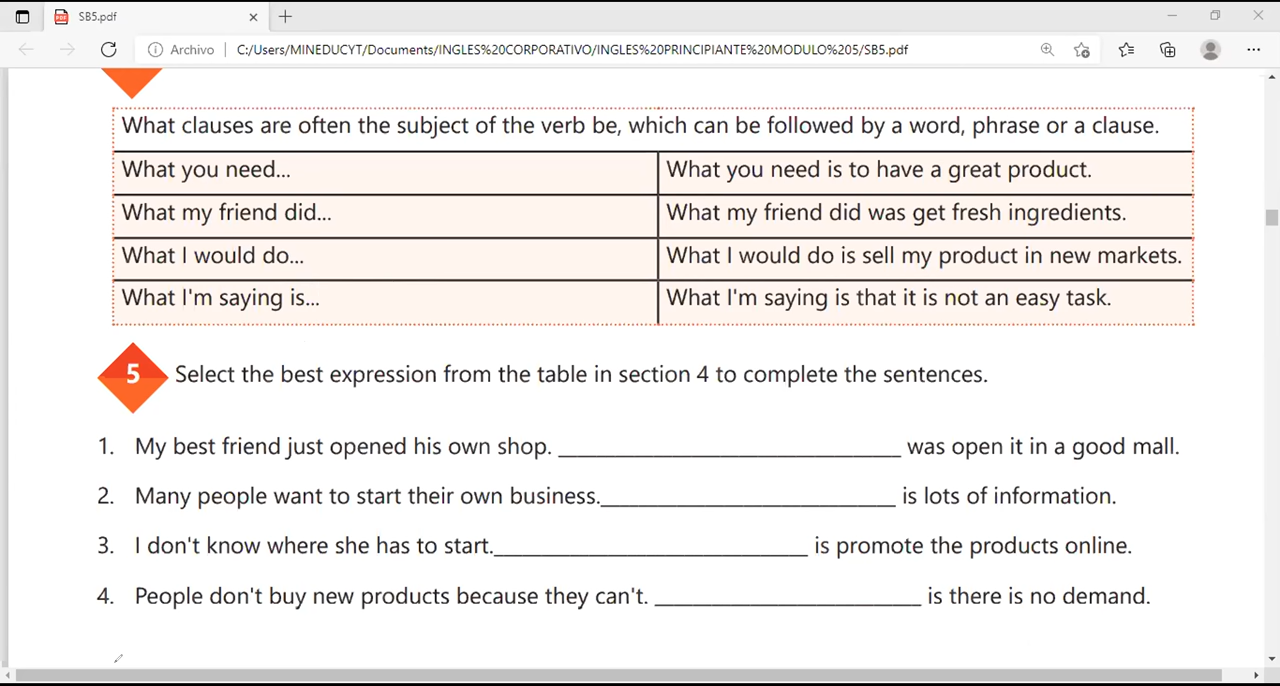 SB5.pdf
Archivo C:/Users/MINEDUCYT/Documents/INGLES%20CORPORATIVO/INGLES%20PRINCIPIANTE%20MODULO%205/SB5.pdf
What clauses are often the subject of the verb be, which can be followed by a word, phrase or a clause.
What you need... What you need is to have a great product.
What my friend did... What my friend did was get fresh ingredients.
What I would do... What I would do is sell my product in new markets.
What I'm saying is... What I'm saying is that it is not an easy task.
5 Select the best expression from the table in section 4 to complete the sentences.
1. My best friend just opened his own shop. ______________________________ was open it in a good mall.
2. Many people want to start their own business.__________________________ is lots of information.
3. I don't know where she has to start.___________________________ is promote the products online.
4. People don't buy new products because they can't. _______________________ is there is no demand.